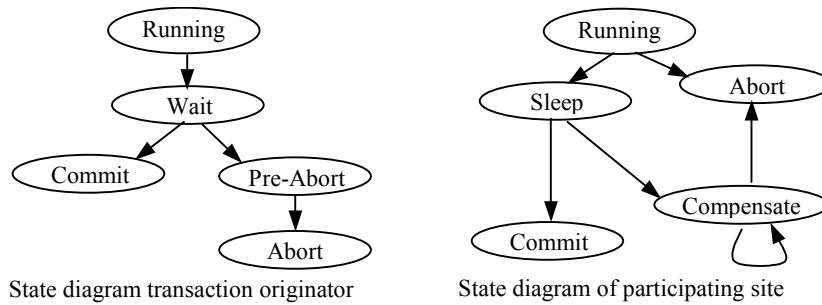 Running
Wait
Commit
Pre-Abort
Abort
State diagram transaction originator
Running
Sleep
Abort
Compensate
Commit
State diagram of participating site